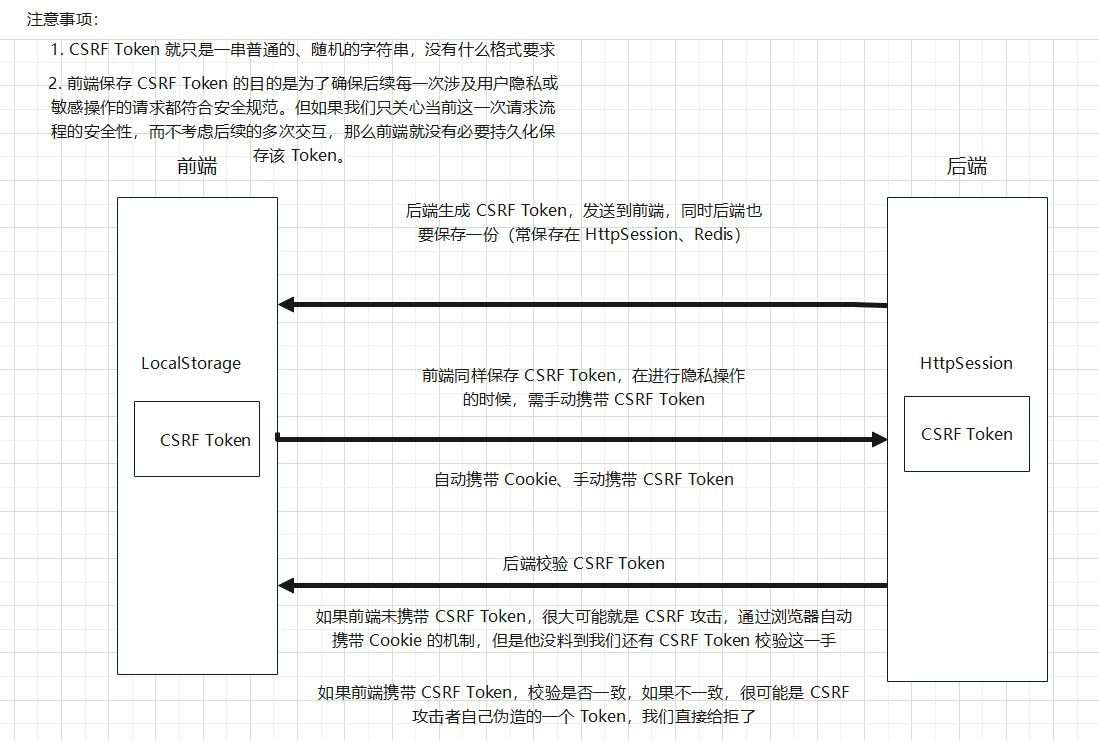 注意事项：
1. CSRF Token 就只是一串普通的、随机的字符串，没有什么格式要求
2. 前端保存 CSRF Token 的目的是为了确保后续每一次涉及用户隐私或
敏感操作的请求都符合安全规范。但如果我们只关心当前这一次请求流
程的安全性，而不考虑后续的多次交互，那么前端就没有必要持久化保
存该 Token。
前端
后端
后端生成 CSRF Token，发送到前端，同时后端也
要保存一份（常保存在 HttpSession、Redis）
LocalStorage
HttpSession
前端同样保存 CSRF Token，在进行隐私操作
的时候，需手动携带 CSRF Token
CSRF Token
CSRF Token
自动携带 Cookie、手动携带 CSRF Token
后端校验 CSRF Token
如果前端未携带 CSRF Token，很大可能就是 CSRF 攻击，通过浏览器自动
携带 Cookie 的机制，但是他没料到我们还有 CSRF Token 校验这一手
如果前端携带 CSRF Token，校验是否一致，如果不一致，很可能是 CSRF
攻击者自己伪造的一个 Token，我们直接给拒了